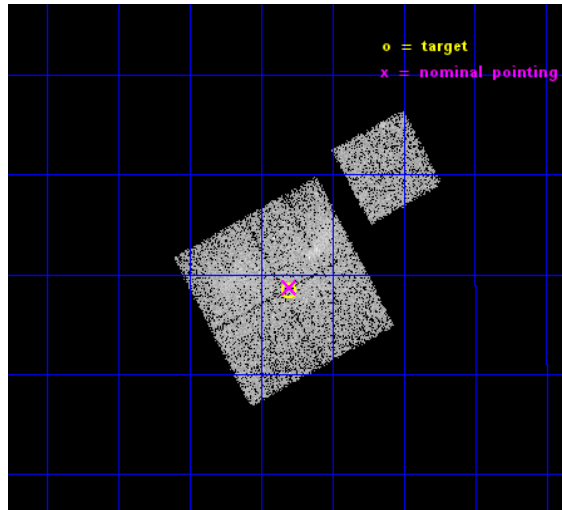 o = target
x = nominal pointing